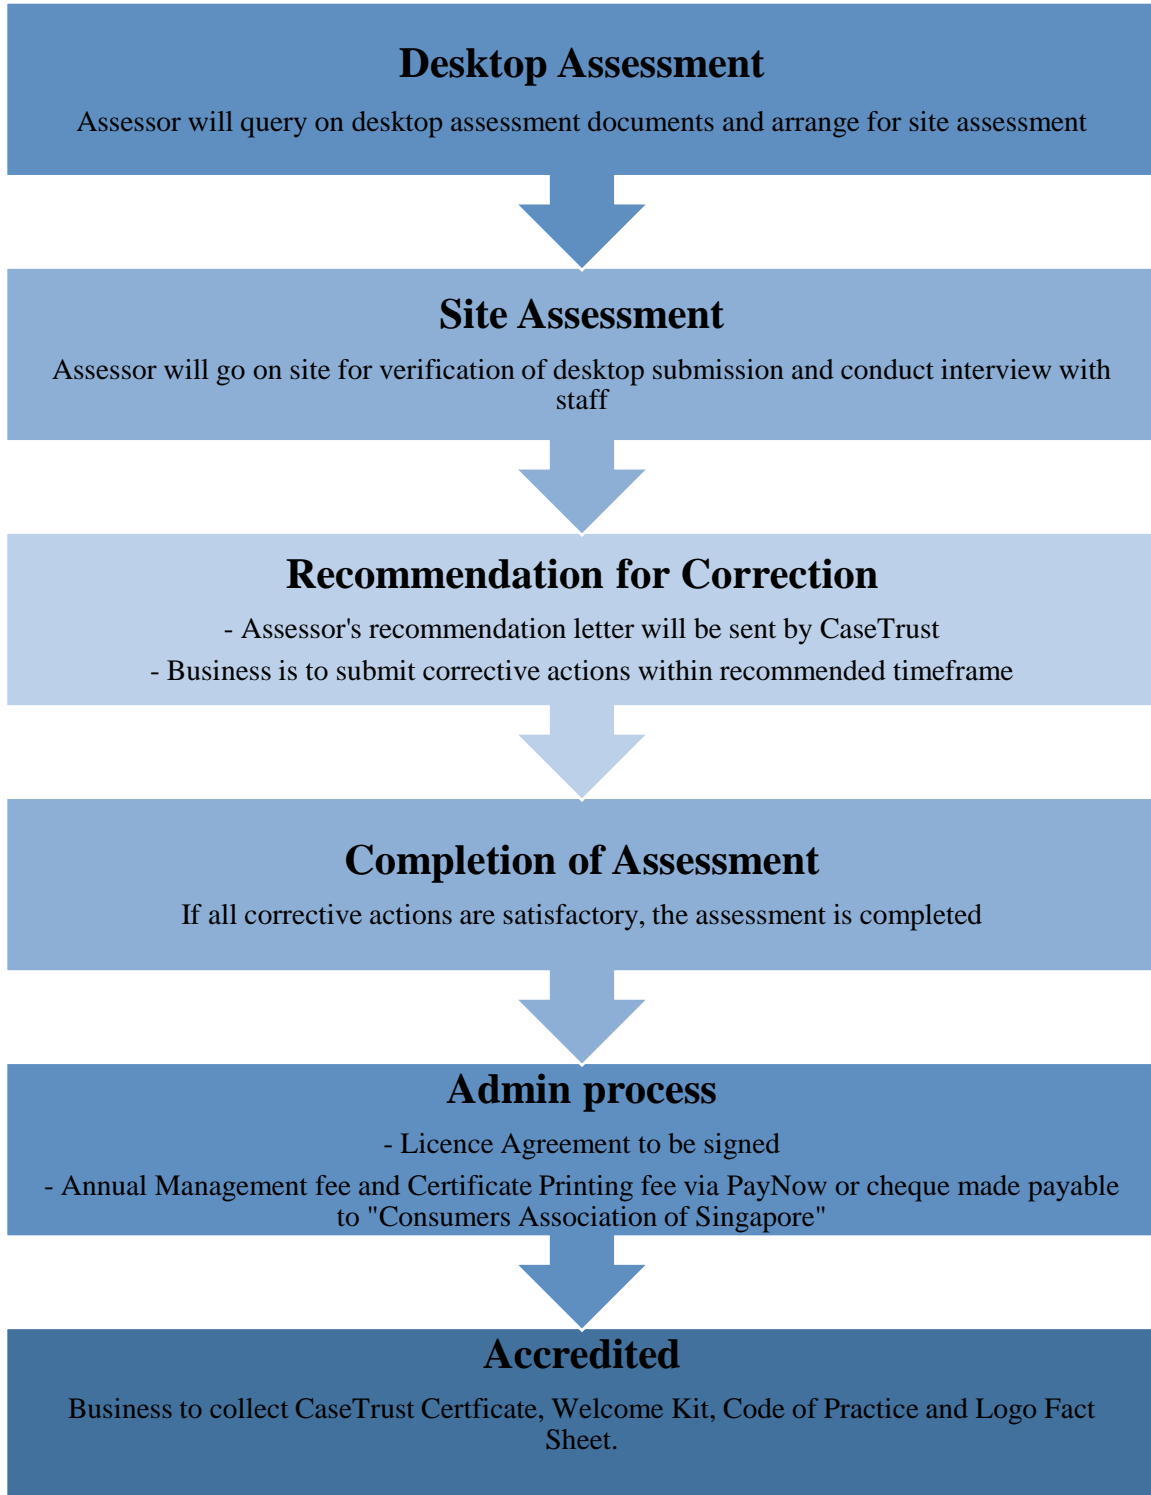 Desktop Assessment
Assessor will query on desktop assessment documents and arrange for site assessment
Site Assessment
Assessor will go on site for verification of desktop submission and conduct interview with
staff
Recommendation for Correction
- Assessor's recommendation letter will be sent by CaseTrust
- Business is to submit corrective actions within recommended timeframe
Completion of Assessment
If all corrective actions are satisfactory, the assessment is completed
Admin process
- Licence Agreement to be signed
- Annual Management fee and Certificate Printing fee via PayNow or cheque made payable
to "Consumers Association of Singapore"
Accredited
Business to collect CaseTrust Certficate, Welcome Kit, Code of Practice and Logo Fact
Sheet.